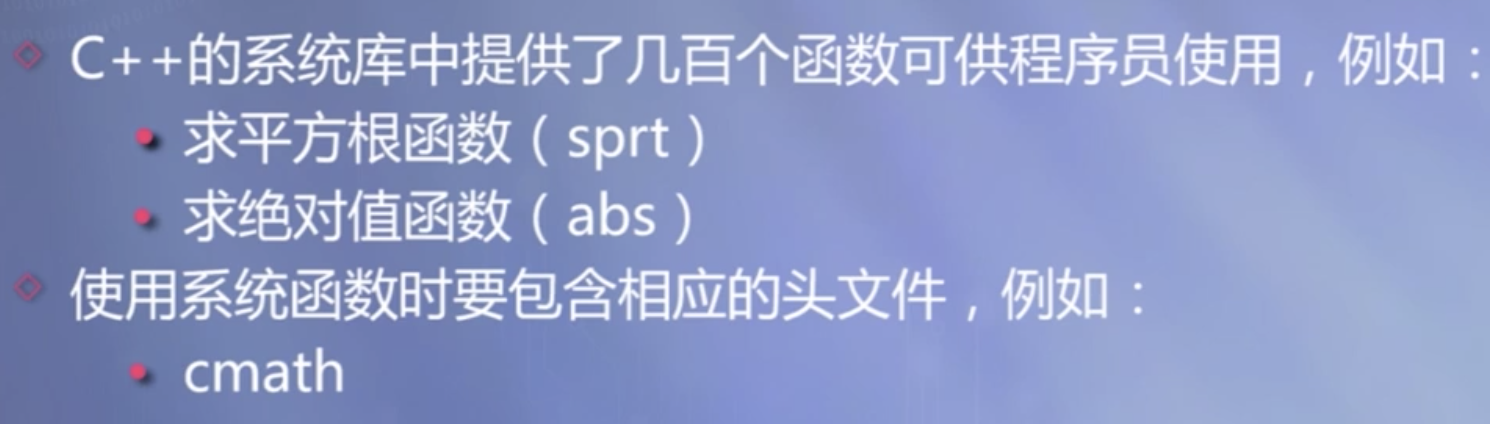 C++的系统库中提供了几百个函数可供程序员使用，例如：
求平方根函数（sprt）
求绝对值函数（abs）
使用系统函数时要包含相应的头文件，例如：
cmath